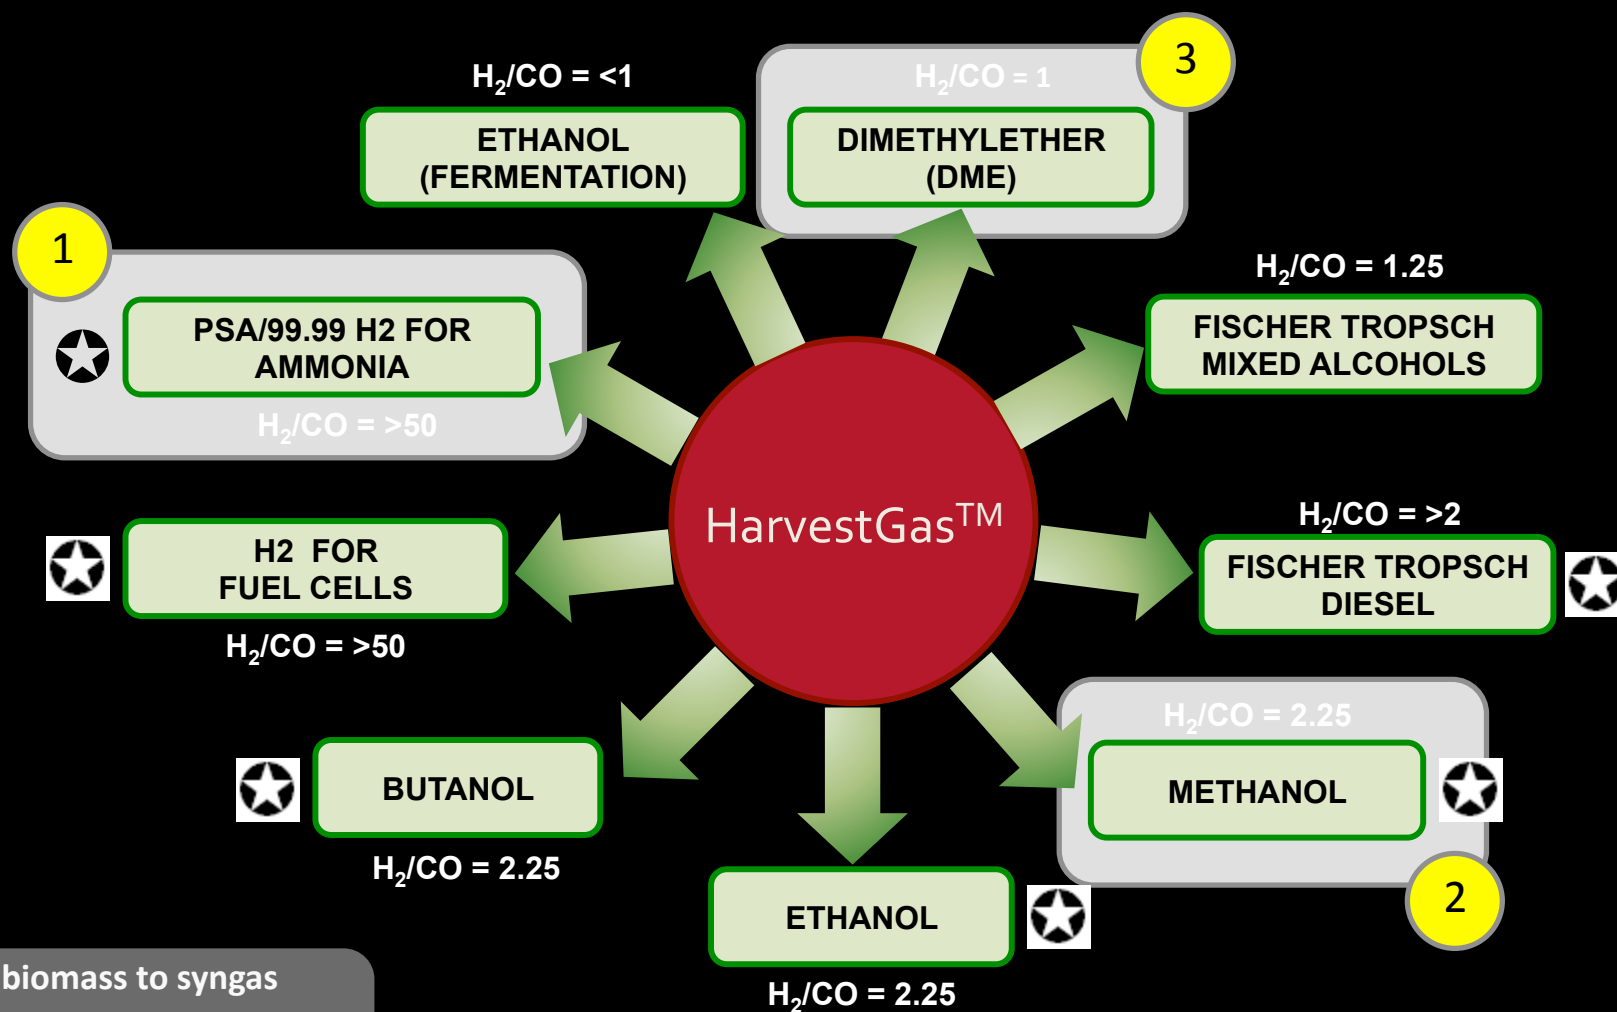 H₂/CO = <1
ETHANOL
(FERMENTATION)
H₂/CO = 1
DIMETHYLETHER
(DME)
3
1
PSA/99.99 H2 FOR
AMMONIA
H₂/CO = >50
H₂/CO = 1.25
FISCHER TROPSCH
MIXED ALCOHOLS
HarvestGas™
H2 FOR
FUEL CELLS
H₂/CO = >50
H₂/CO = >2
FISCHER TROPSCH
DIESEL
BUTANOL
H₂/CO = 2.25
H₂/CO = 2.25
METHANOL
2
ETHANOL
H₂/CO = 2.25
biomass to syngas